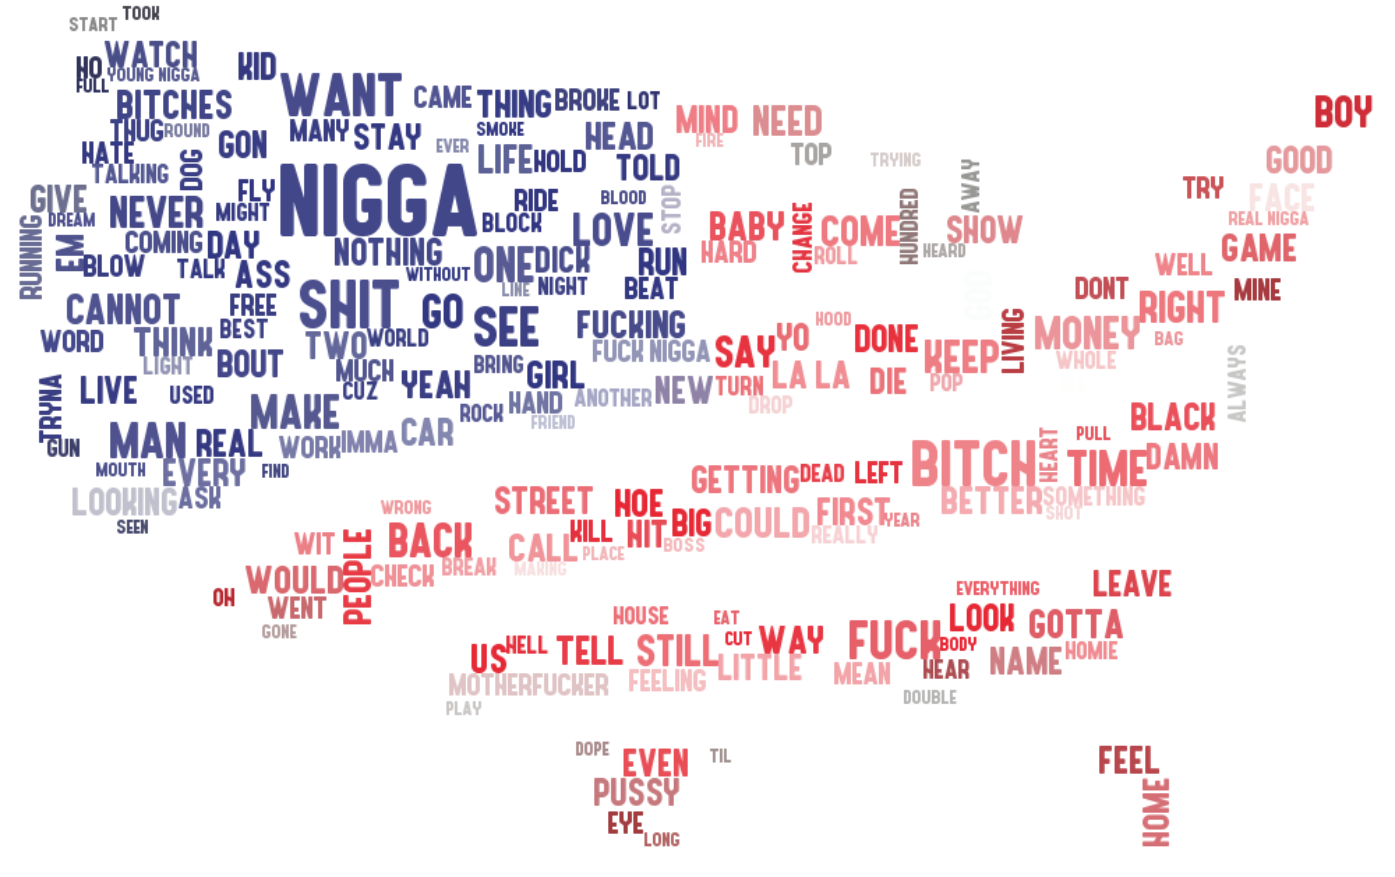 START TOOK
HO WATCH
FULL YOUNG NIGGA
KID
WANT CAME THING BROKE LOT
BITCHES
THUG ROUND GON MANY STAY EVER SMOKE HEAD
MIND NEED
FIRE
BOY
HATE
TALKING DOG
LIFE HOLD TOLD
TOP TRYING AWAY
GOOD
GIVE
DREAM NEVER FLY
MIGHT NIGGA RIDE
BLOCK BLOOD
LOVE STOP
BABY
HARD CHANGE COME
ROLL HUNDRED SHOW
HEARD
TRY FACE
REAL NIGGA
GAME
RUNNING EM COMING DAY
BLOW TALK ASS NOTHING
WITHOUT ONE DICK
LINE NIGHT RUN
BEAT
GOD
WELL
DONT RIGHT MINE
CANNOT FREE
BEST SHIT GO SEE FUCKING
HOOD
LIVING MONEY BAG
WHOLE
ALWAYS
WORD THINK
LIGHT BOUT TWO WORLD
MUCH
CUZ BRING GIRL FUCK NIGGA
SAY YO DONE KEEP
POP
TRYNA LIVE USED YEAH
HAND ANOTHER NEW TURN LA LA
DROP DIE
GUN MAN REAL MAKE
WORK IMMA CAR ROCK FRIEND
BLACK
MOUTH EVERY FIND
BITCH HEART PULL
TIME DAMN
LOOKING ASK
SEEN
GETTING DEAD LEFT
BETTER SOMETHING
SHOT
WRONG STREET HOE
KILL HIT BIG COULD FIRST YEAR
REALLY
WIT PEOPLE BACK CALL PLACE BOSS
WOULD CHECK BREAK MAKING
OH WENT
GONE
EVERYTHING LEAVE
HOUSE EAT
CUT WAY FUCK LOOK GOTTA
BODY
US HELL TELL STILL LITTLE
MEAN HEAR NAME HOMIE
MOTHERFUCKER FEELING
PLAY DOUBLE
DOPE EVEN TIL
FEEL
PUSSY
HOME
EYE LONG